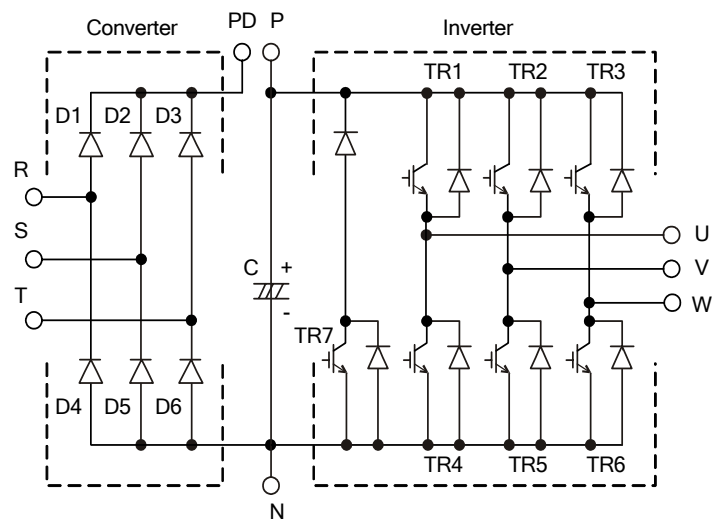 Converter PD P Inverter
TR1 TR2 TR3
D1 D2 D3
R
S
U
V
T
C +
-
W
TR7
D4 D5 D6
TR4 TR5 TR6
N